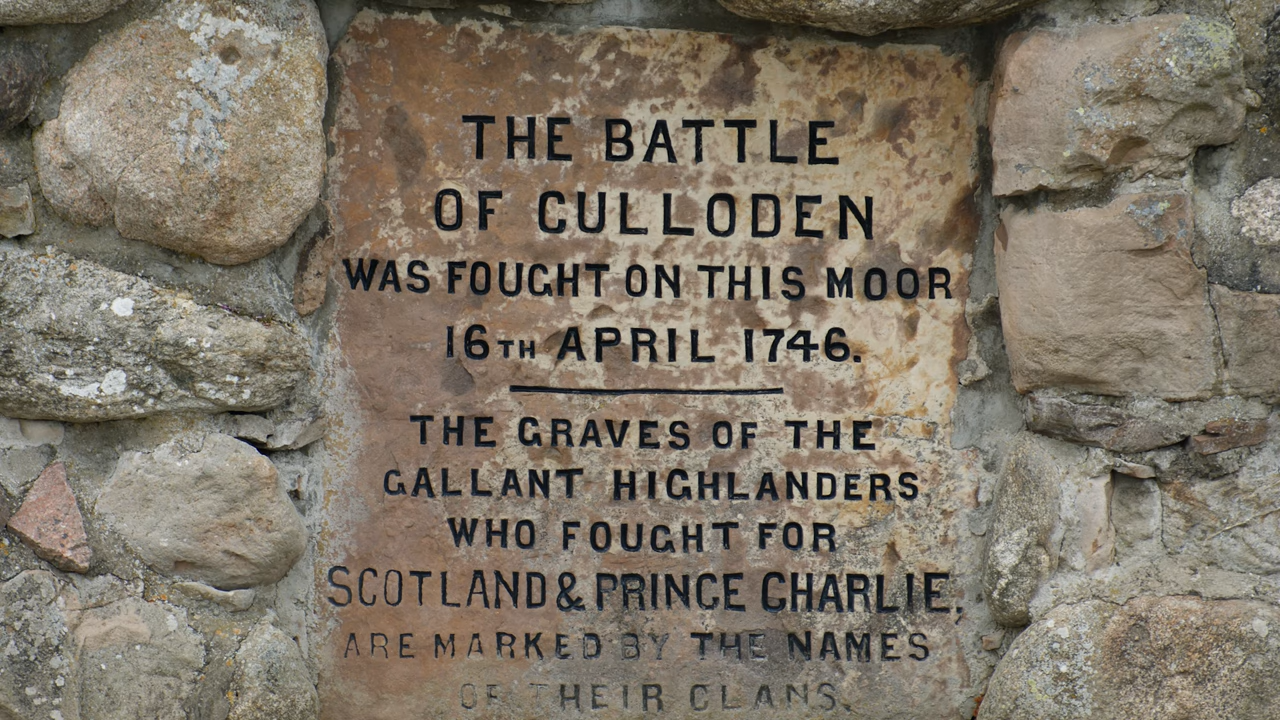 THE BATTLE
OF CULLODEN
WAS FOUGHT ON THIS MOOR
16TH APRIL 1746.
THE GRAVES OF THE
GALLANT HIGHLANDERS
WHO FOUGHT FOR
SCOTLAND & PRINCE CHARLIE.
ARE MARKED BY THE NAMES
OF THEIR CLANS.